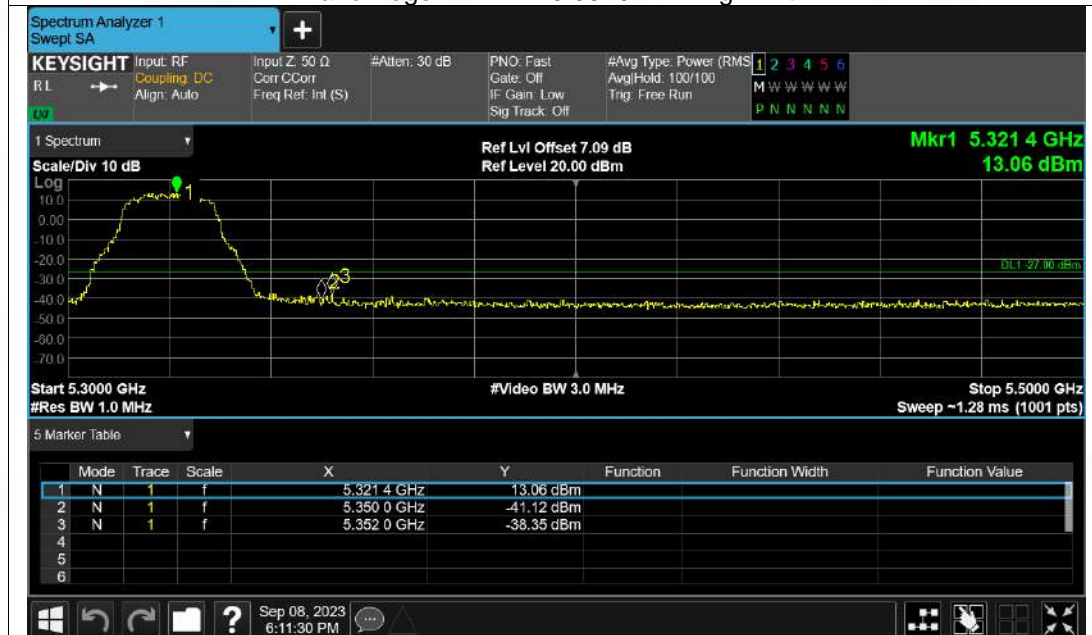 Spectrum Analyzer 1
Swept SA
KEYSIGHT Input: RF Input Z: 50 Ω #Atten: 30 dB PNO: Fast #Avg Type: Power (RMS 1 2 3 4 5 6
RL Coupling: DC Corr CCorr Gate: Off Avg|Hold: 100/100 M W W W W W
Align: Auto Freq Ref: Int (S) IF Gain: Low Trig: Free Run
LXI Sig Track: Off P N N N N N
1 Spectrum Ref Lvl Offset 7.09 dB Mkr1 5.321 4 GHz
Scale/Div 10 dB Ref Level 20.00 dBm 13.06 dBm
Log
10.0 1
0.00
-10.0
-20.0
DL1 -27.00 dBm
-30.0 2 3
-40.0
-50.0
-60.0
-70.0
Start 5.3000 GHz #Video BW 3.0 MHz Stop 5.5000 GHz
#Res BW 1.0 MHz Sweep ~1.28 ms (1001 pts)
5 Marker Table
Mode Trace Scale X Y Function Function Width Function Value
1 N 1 f 5.321 4 GHz 13.06 dBm
2 N 1 f 5.350 0 GHz -41.12 dBm
3 N 1 f 5.352 0 GHz -38.35 dBm
4
5
6
? Sep 08, 2023
6:11:30 PM